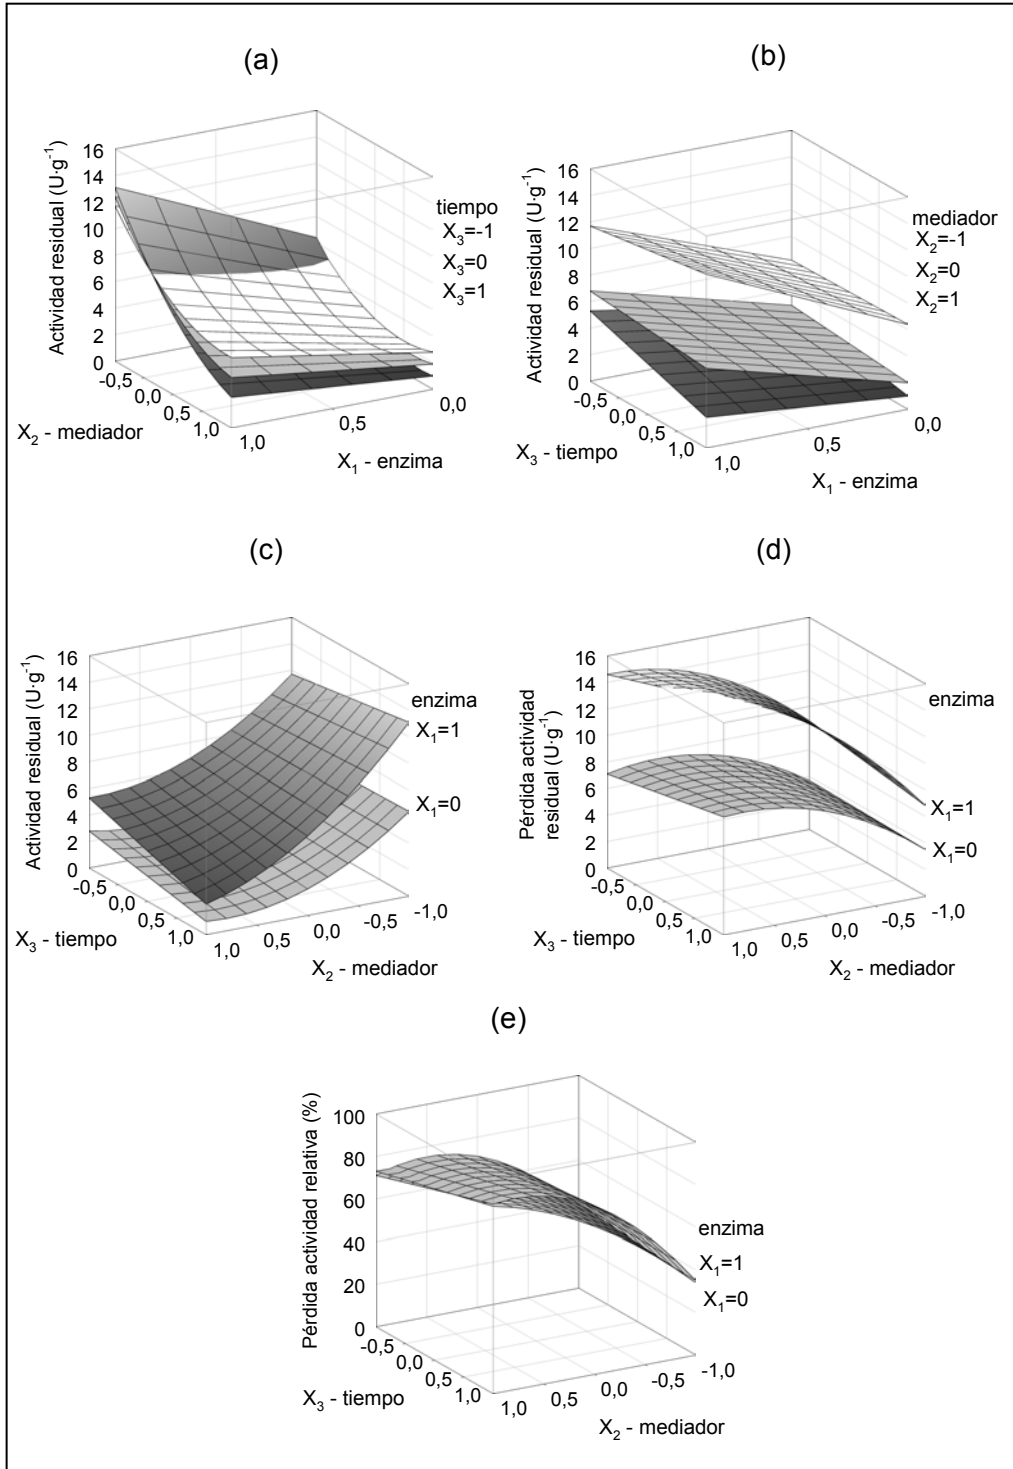 (a)
Actividad residual (U·g⁻¹)
16
14
12
10
8
6
4
2
0
-0,5
0,0
0,5
1,0
X₂ - mediador
1,0
0,5
0,0
X₁ - enzima
tiempo
X₃=-1
X₃=0
X₃=1
(b)
Actividad residual (U·g⁻¹)
16
14
12
10
8
6
4
2
0
-0,5
0,0
0,5
1,0
X₃ - tiempo
1,0
0,5
0,0
X₁ - enzima
mediador
X₂=-1
X₂=0
X₂=1
(c)
Actividad residual (U·g⁻¹)
16
14
12
10
8
6
4
2
0
-0,5
0,0
0,5
1,0
X₃ - tiempo
1,0
0,5
0,0
-0,5
-1,0
X₂ - mediador
enzima
X₁=1
X₁=0
(d)
Pérdida actividad
residual (U·g⁻¹)
16
14
12
10
8
6
4
2
0
-0,5
0,0
0,5
1,0
X₃ - tiempo
1,0
0,5
0,0
-0,5
-1,0
X₂ - mediador
enzima
X₁=1
X₁=0
(e)
Pérdida actividad relativa (%)
100
80
60
40
20
0
-0,5
0,0
0,5
1,0
X₃ - tiempo
1,0
0,5
0,0
-0,5
-1,0
X₂ - mediador
enzima
X₁=1
X₁=0